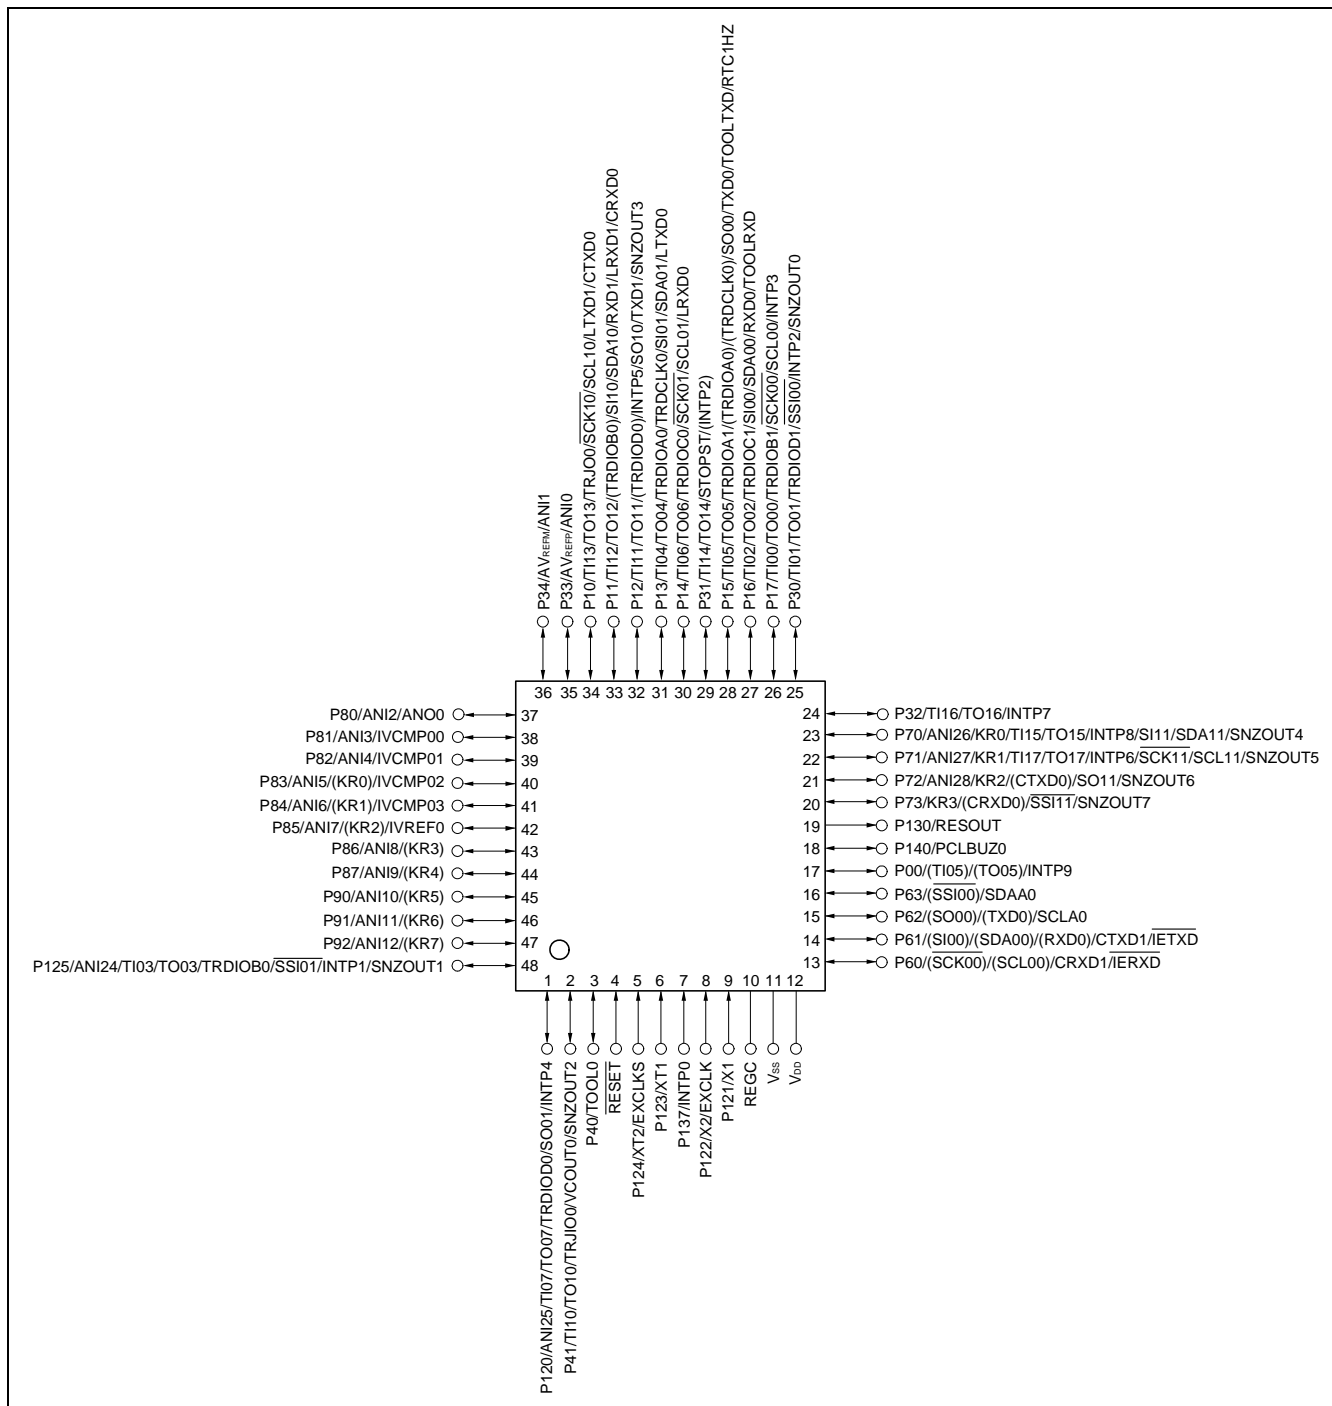 P34/AVREFM/ANI1
P33/AVREFP/ANI0
P10/TI13/TO13/TRJO0/SCK10/SCL10/LTXD1/CTXD0
P11/TI12/TO12/(TRDIOB0)/SI10/SDA10/RXD1/LRXD1/CRXD0
P12/TI11/TO11/(TRDIOD0)/INTP5/SO10/TXD1/SNZOUT3
P13/TI04/TO04/TRDIOA0/TRDCLK0/SI01/SDA01/LTXD0
P14/TI06/TO06/TRDIOC0/SCK01/SCL01/LRXD0
P31/TI14/TO14/STOPST/(INTP2)
P15/TI05/TO05/TRDIOA1/(TRDIOA0)/(TRDCLK0)/SO00/TXD0/TOOLTXD/RTC1HZ
P16/TI02/TO02/TRDIOC1/SI00/SDA00/RXD0/TOOLRXD
P17/TI00/TO00/TRDIOB1/SCK00/SCL00/INTP3
P30/TI01/TO01/TRDIOD1/SSI00/INTP2/SNZOUT0
36 35 34 33 32 31 30 29 28 27 26 25
P80/ANI2/ANO0 37
P81/ANI3/IVCMP00 38
P82/ANI4/IVCMP01 39
P83/ANI5/(KR0)/IVCMP02 40
P84/ANI6/(KR1)/IVCMP03 41
P85/ANI7/(KR2)/IVREF0 42
P86/ANI8/(KR3) 43
P87/ANI9/(KR4) 44
P90/ANI10/(KR5) 45
P91/ANI11/(KR6) 46
P92/ANI12/(KR7) 47
P125/ANI24/TI03/TO03/TRDIOB0/SSI01/INTP1/SNZOUT1 48
24 P32/TI16/TO16/INTP7
23 P70/ANI26/KR0/TI15/TO15/INTP8/SI11/SDA11/SNZOUT4
22 P71/ANI27/KR1/TI17/TO17/INTP6/SCK11/SCL11/SNZOUT5
21 P72/ANI28/KR2/(CTXD0)/SO11/SNZOUT6
20 P73/KR3/(CRXD0)/SSI11/SNZOUT7
19 P130/RESOUT
18 P140/PCLBUZ0
17 P00/(TI05)/(TO05)/INTP9
16 P63/(SSI00)/SDAA0
15 P62/(SO00)/(TXD0)/SCLA0
14 P61/(SI00)/(SDA00)/(RXD0)/CTXD1/IETXD
13 P60/(SCK00)/(SCL00)/CRXD1/IERXD
1 2 3 4 5 6 7 8 9 10 11 12
P120/ANI25/TI07/TO07/TRDIOD0/SO01/INTP4
P41/TI10/TO10/TRJIO0/VCOUT0/SNZOUT2
P40/TOOL0
RESET
P124/XT2/EXCLKS
P123/XT1
P137/INTP0
P122/X2/EXCLK
P121/X1
REGC
VSS
VDD